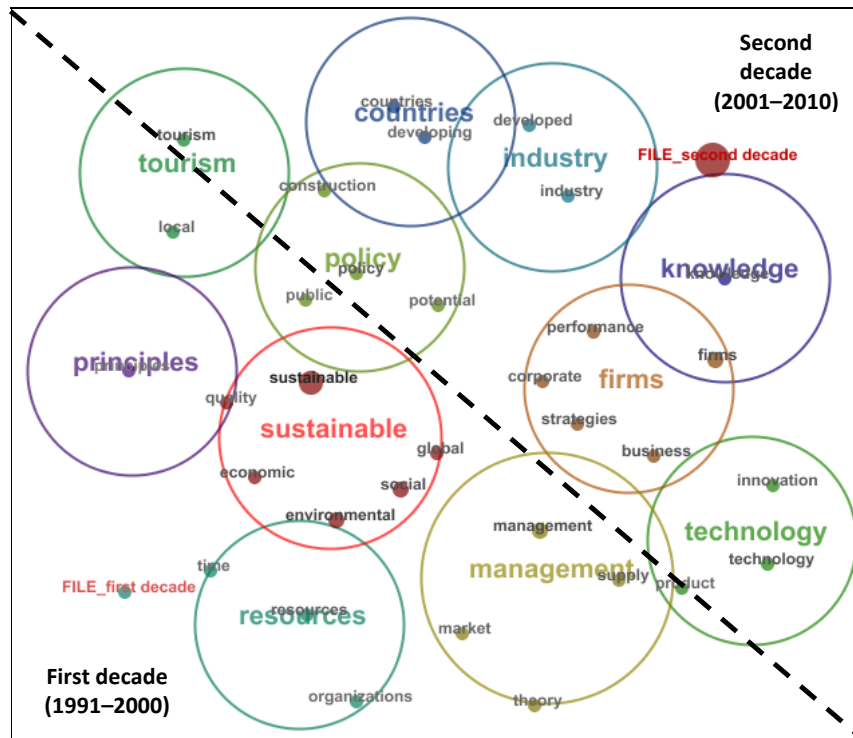 Second
decade
(2001–2010)
countries
countries
developing
developed
tourism
tourism
industry
FILE_second decade
construction
industry
local
policy
policy
knowledge
knowledge
public
potential
performance
principles
principles
firms
sustainable
corporate
firms
quality
strategies
sustainable
global
business
economic
social
innovation
environmental
management
technology
time
management
supply
technology
product
FILE_first decade
resources
resources
market
First decade
(1991–2000)
organizations
theory